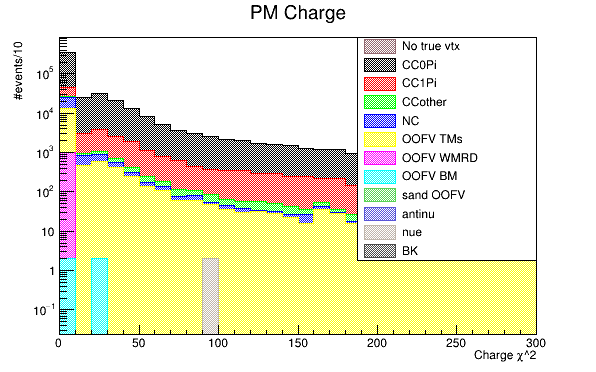 PM Charge
#events/10
10^5
10^4
10^3
10^2
10
1
10^-1
0
50
100
150
200
250
300
Charge χ^2
No true vtx
CC0Pi
CC1Pi
CCother
NC
OOFV TMs
OOFV WMRD
OOFV BM
sand OOFV
antinu
nue
BK